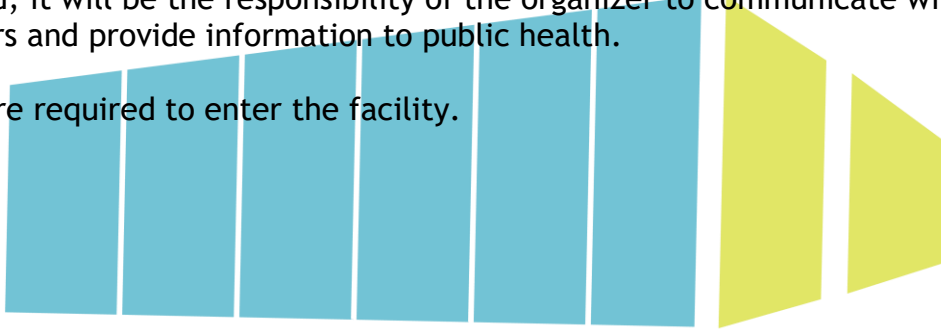 d, it will be the responsibility of the organizer to communicate wi
rs and provide information to public health.
re required to enter the facility.